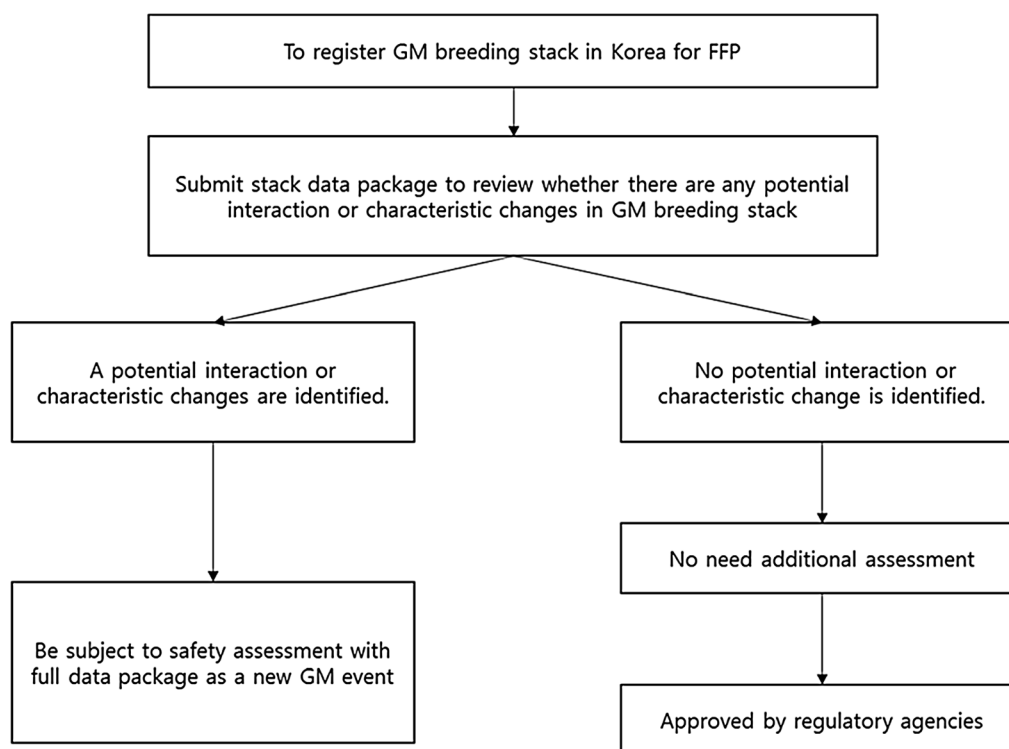 To register GM breeding stack in Korea for FFP
Submit stack data package to review whether there are any potential
interaction or characteristic changes in GM breeding stack
A potential interaction or
characteristic changes are identified.
No potential interaction or
characteristic change is identified.
No need additional assessment
Be subject to safety assessment with
full data package as a new GM event
Approved by regulatory agencies